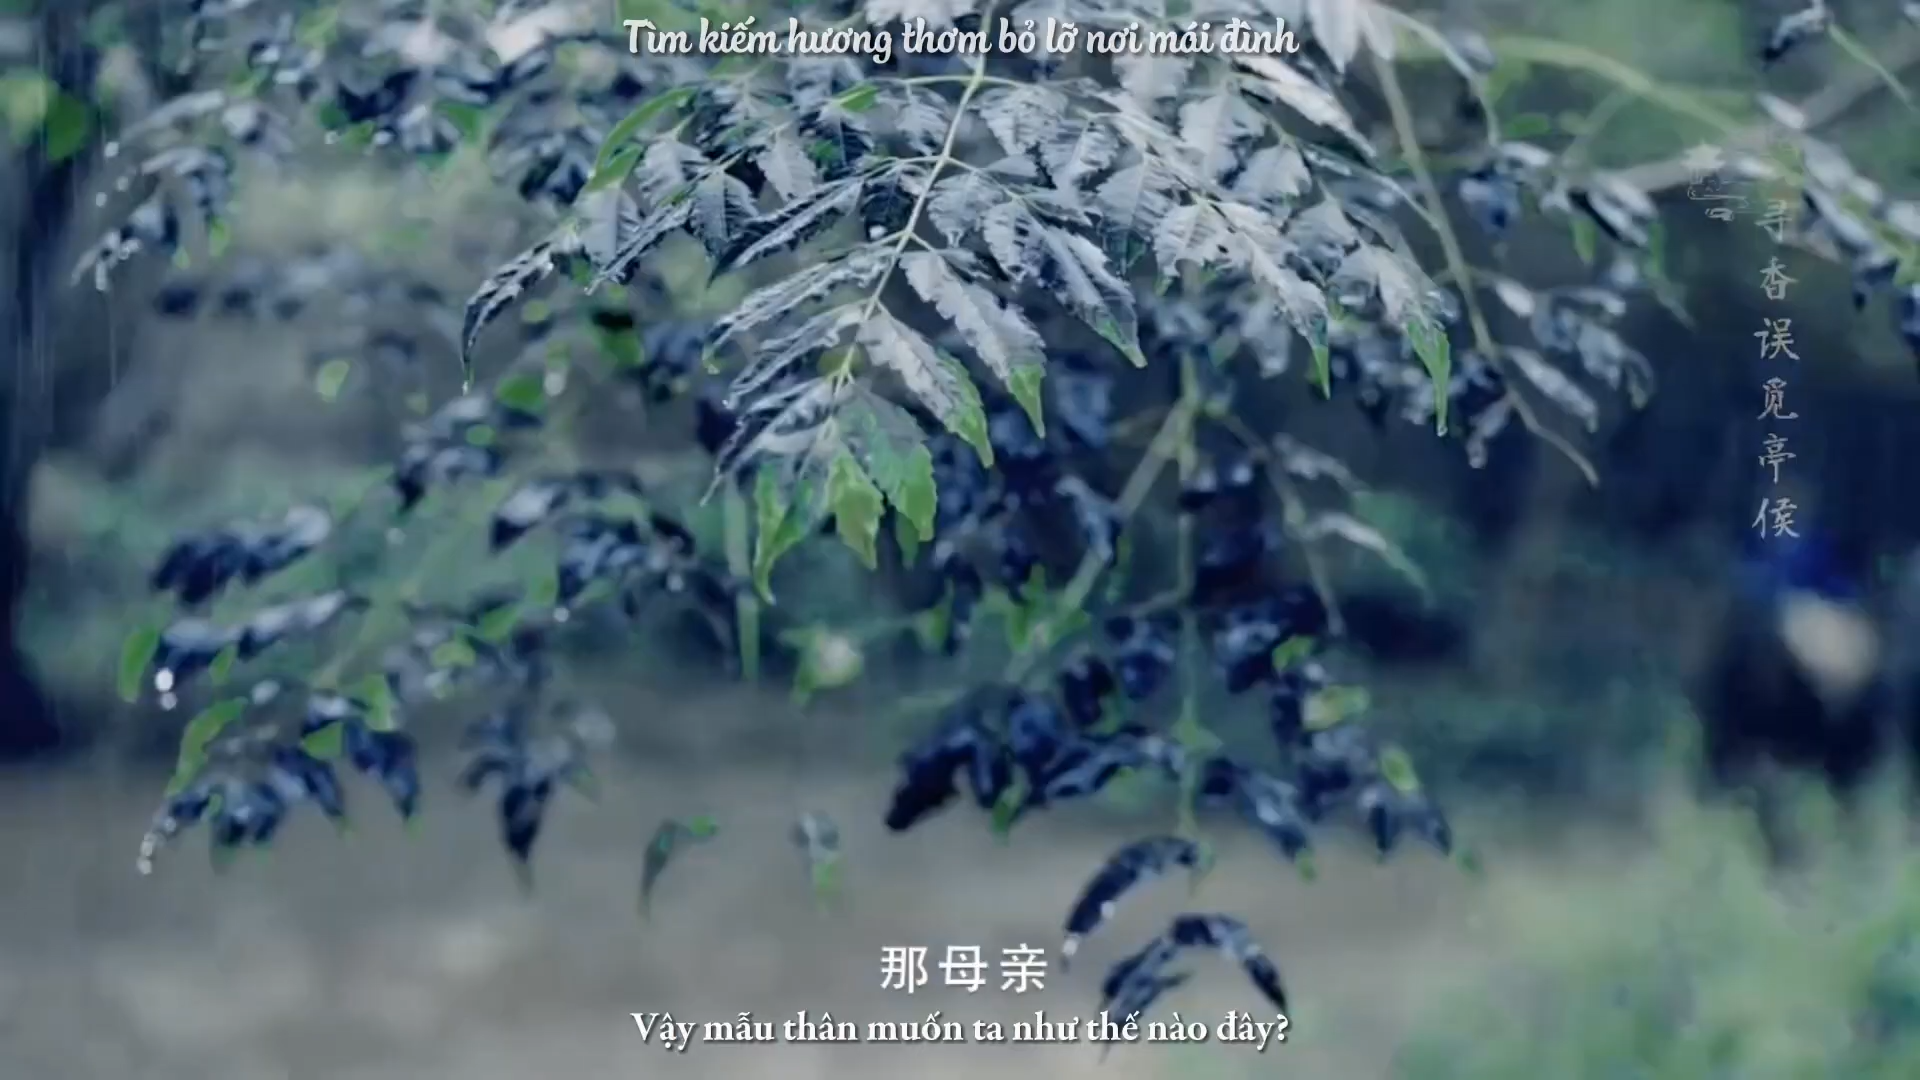 Tìm kiếm hương thơm bỏ lỡ nơi mái đình
寻香误觅亭侯
那母亲
Vậy mẫu thân muốn ta như thế nào đây?